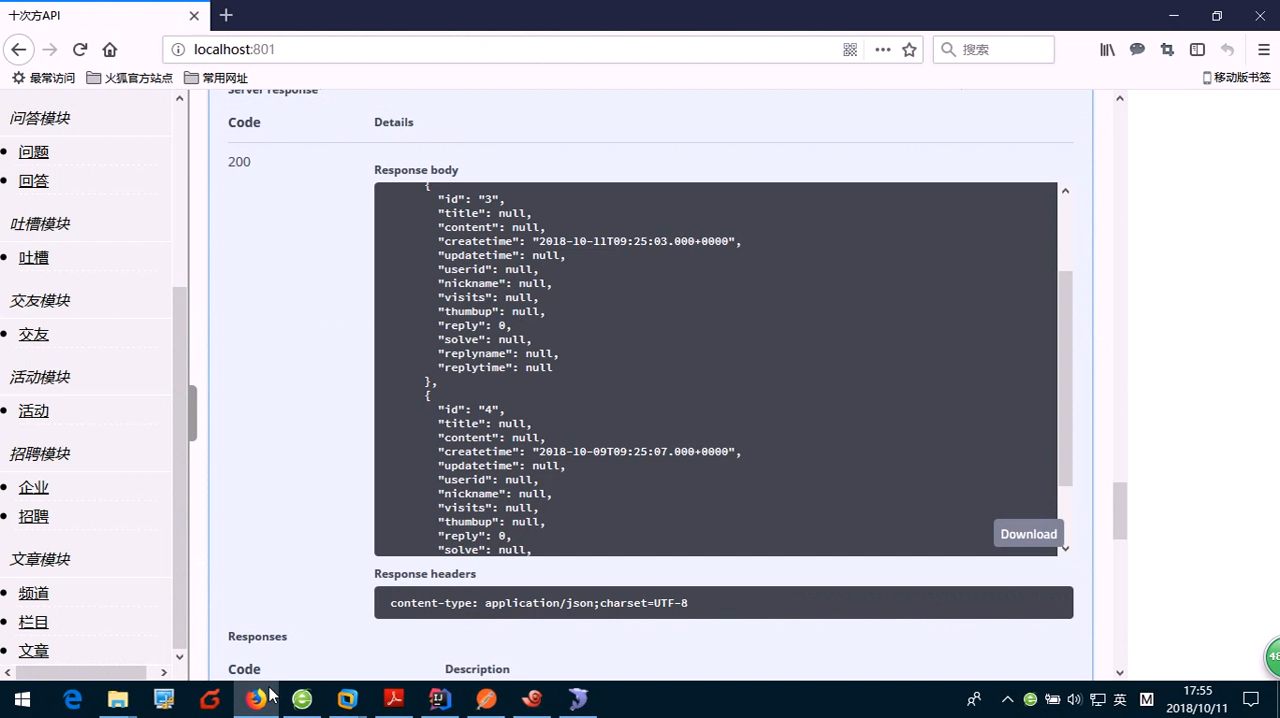 十次方API
localhost:801
搜索
最常访问 火狐官方站点 常用网址 移动版书签
问答模块
问题
回答
吐槽模块
吐槽
交友模块
交友
活动模块
活动
招聘模块
企业
招聘
文章模块
频道
栏目
文章
Server response
Code Details
200
Response body
{
"id": "3",
"title": null,
"content": null,
"createtime": "2018-10-11T09:25:03.000+0000",
"updatetime": null,
"userid": null,
"nickname": null,
"visits": null,
"thumbup": null,
"reply": 0,
"solve": null,
"replyname": null,
"replytime": null
},
{
"id": "4",
"title": null,
"content": null,
"createtime": "2018-10-09T09:25:07.000+0000",
"updatetime": null,
"userid": null,
"nickname": null,
"visits": null,
"thumbup": null,
"reply": 0,
"solve": null,
Download
Response headers
content-type: application/json;charset=UTF-8
Responses
Code Description
48
英 M
17:55
2018/10/11